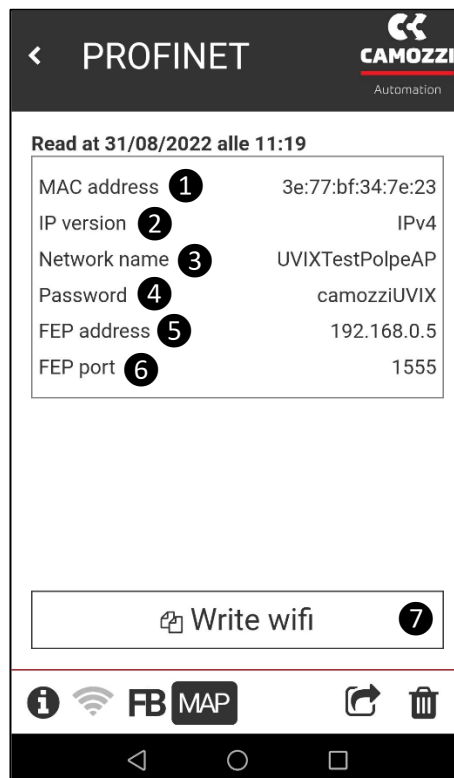 PROFINET
CAMOZZI
Automation
Read at 31/08/2022 alle 11:19
MAC address 1 3e:77:bf:34:7e:23
IP version 2 IPv4
Network name 3 UVIXTestPolpeAP
Password 4 camozziUVIX
FEP address 5 192.168.0.5
FEP port 6 1555
Write wifi 7
FB MAP